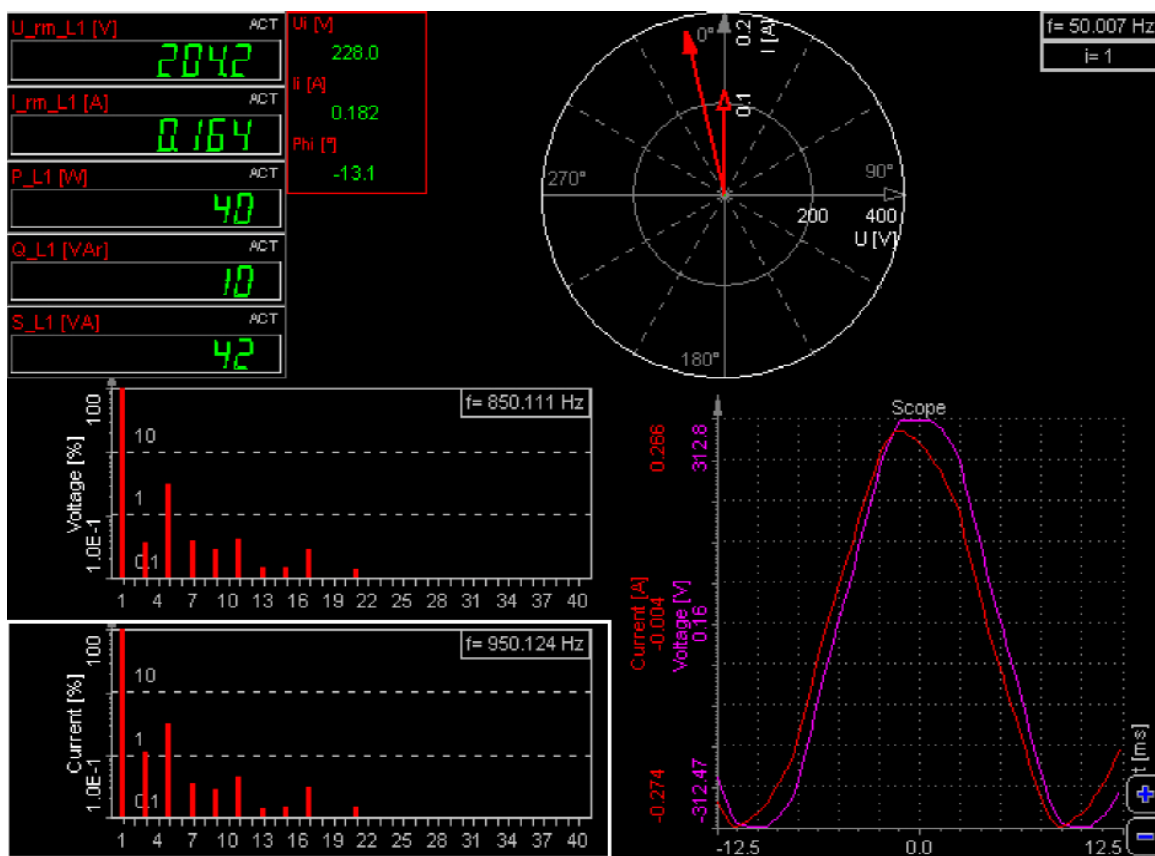 U_rm_L1 [V] ACT
204.2
I_rm_L1 [A] ACT
0.164
P_L1 [W] ACT
40
Q_L1 [VAr] ACT
10
S_L1 [VA] ACT
42
Ui [V]
228.0
Ii [A]
0.182
Phi [°]
-13.1
0°
0.2
I [A]
0.1
270°
90°
200 400
U [V]
180°
f= 50.007 Hz
i= 1
f= 850.111 Hz
Voltage [%]
100
10
1
1.0E-1
0.1
1 4 7 10 13 16 19 22 25 28 31 34 37 40
f= 950.124 Hz
Current [%]
100
10
1
1.0E-1
0.1
1 4 7 10 13 16 19 22 25 28 31 34 37 40
Scope
0.266
312.8
Current [A]
-0.004
Voltage [V]
0.16
-0.274
-312.47
t [ms]
-12.5 0.0 12.5
+
−